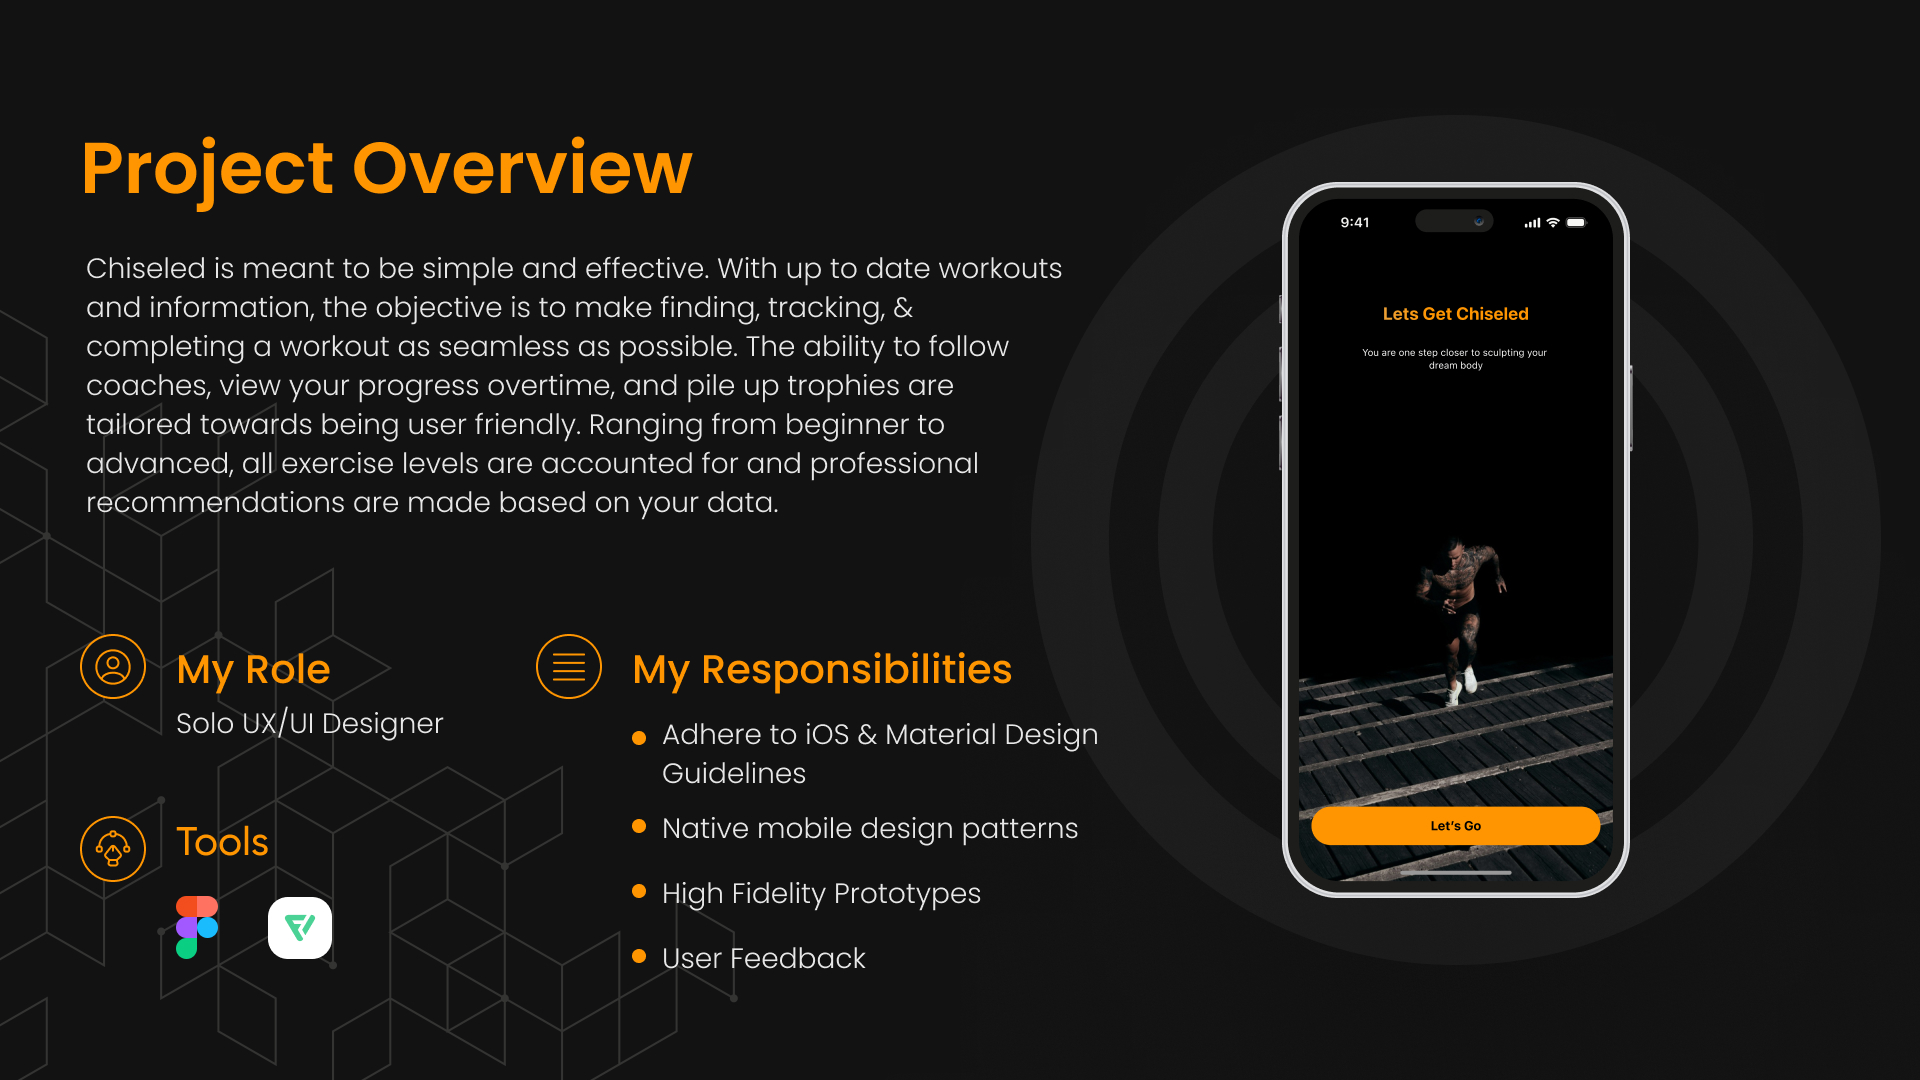 Project Overview
Chiseled is meant to be simple and effective. With up to date workouts
and information, the objective is to make finding, tracking, &
completing a workout as seamless as possible. The ability to follow
coaches, view your progress overtime, and pile up trophies are
tailored towards being user friendly. Ranging from beginner to
advanced, all exercise levels are accounted for and professional
recommendations are made based on your data.
My Role
Solo UX/UI Designer
Tools
My Responsibilities
Adhere to iOS & Material Design
Guidelines
Native mobile design patterns
High Fidelity Prototypes
User Feedback
9:41
Lets Get Chiseled
You are one step closer to sculpting your
dream body
Let's Go